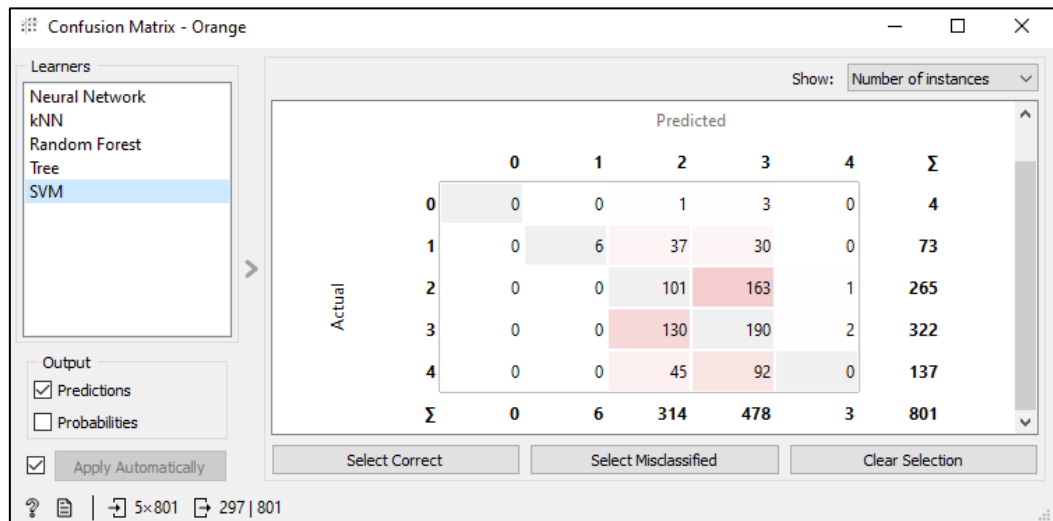 Confusion Matrix - Orange
Learners
Neural Network
kNN
Random Forest
Tree
SVM
Output
Predictions
Probabilities
Apply Automatically
Show: Number of instances
Predicted
0 1 2 3 4 Σ
Actual
0 0 0 1 3 0 4
1 0 6 37 30 0 73
2 0 0 101 163 1 265
3 0 0 130 190 2 322
4 0 0 45 92 0 137
Σ 0 6 314 478 3 801
Select Correct Select Misclassified Clear Selection
? 5×801 297 | 801